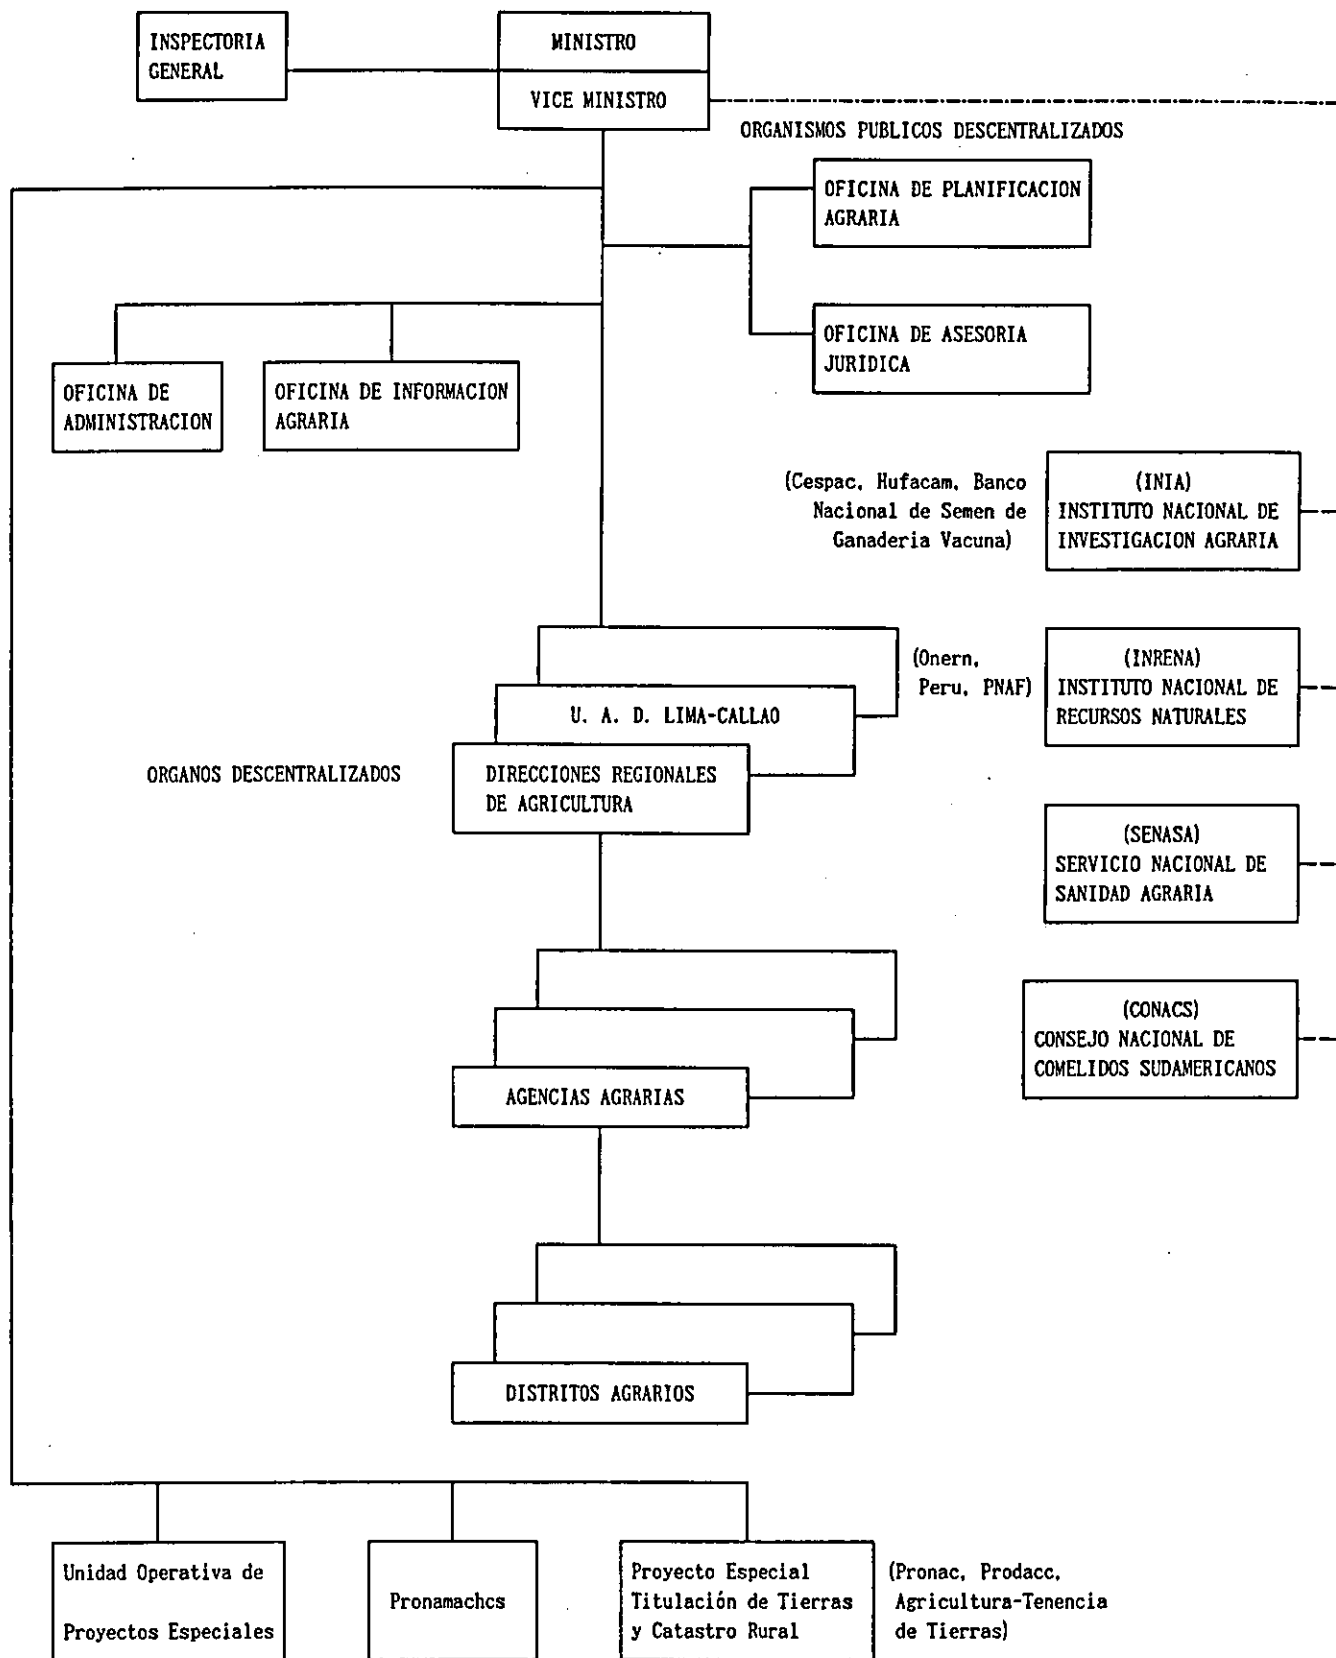 INSPECTORIA
GENERAL
MINISTRO
VICE MINISTRO
ORGANISMOS PUBLICOS DESCENTRALIZADOS
OFICINA DE PLANIFICACION
AGRARIA
OFICINA DE ASESORIA
JURIDICA
OFICINA DE
ADMINISTRACION
OFICINA DE INFORMACION
AGRARIA
(Cespac, Hufacam, Banco
Nacional de Semen de
Ganaderia Vacuna)
(INIA)
INSTITUTO NACIONAL DE
INVESTIGACION AGRARIA
(Onern,
Peru, PNAF)
(INRENA)
INSTITUTO NACIONAL DE
RECURSOS NATURALES
U. A. D. LIMA-CALLAO
ORGANOS DESCENTRALIZADOS
DIRECCIONES REGIONALES
DE AGRICULTURA
(SENASA)
SERVICIO NACIONAL DE
SANIDAD AGRARIA
(CONACS)
CONSEJO NACIONAL DE
COMELIDOS SUDAMERICANOS
AGENCIAS AGRARIAS
DISTRITOS AGRARIOS
Unidad Operativa de
Proyectos Especiales
Pronamachcs
Proyecto Especial
Titulación de Tierras
y Catastro Rural
(Pronac, Prodacc,
Agricultura-Tenencia
de Tierras)